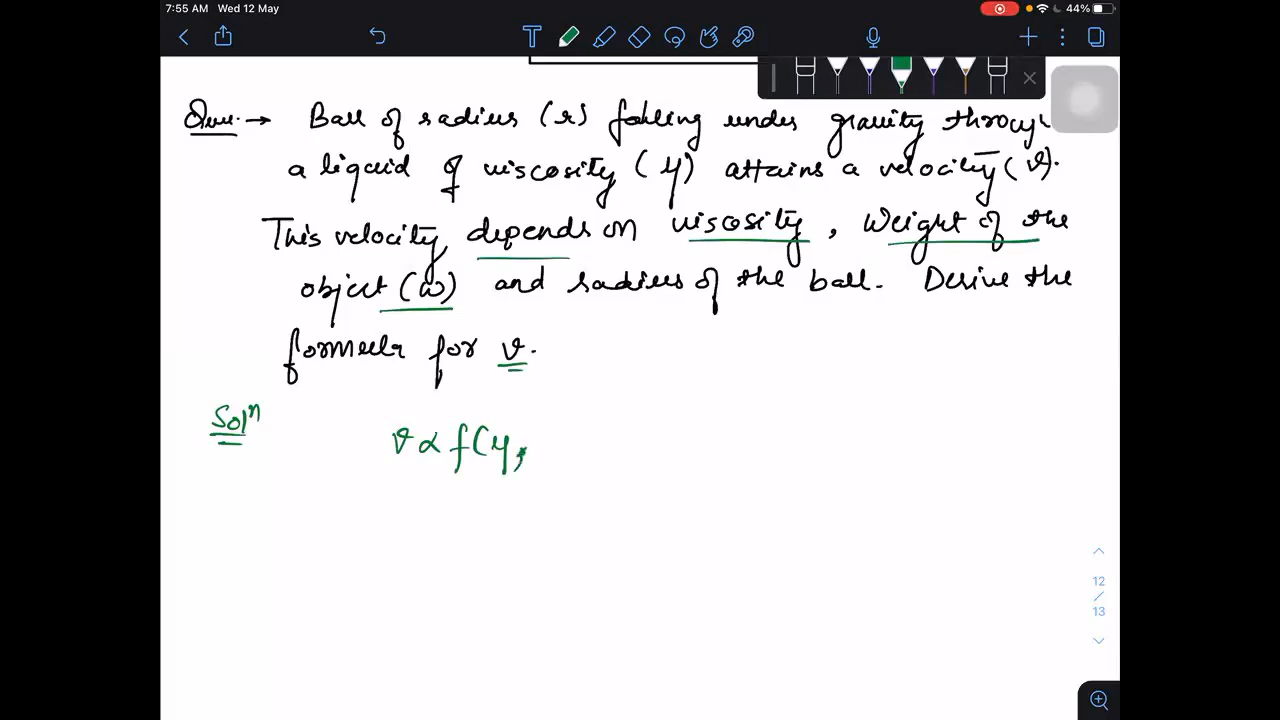 7:55 AM Wed 12 May
44%
Ques. → Ball of radius (r) falling under gravity throug
a liquid of viscosity (η) attains a velocity (v).
This velocity depends on viscosity, Weight of the
object (w) and radius of the ball. Derive the
formula for v.
Solⁿ
v ∝ f(η,
12
/
13